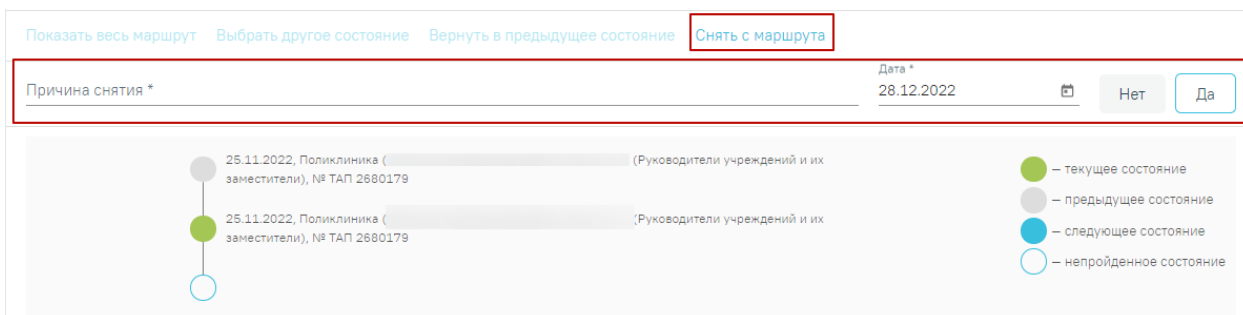 Показать весь маршрут Выбрать другое состояние Вернуть в предыдущее состояние Снять с маршрута
Дата *
Причина снятия * 28.12.2022 Нет Да
25.11.2022, Поликлиника ( (Руководители учреждений и их
заместители), № ТАП 2680179
25.11.2022, Поликлиника ( (Руководители учреждений и их
заместители), № ТАП 2680179
– текущее состояние
– предыдущее состояние
– следующее состояние
– непройденное состояние